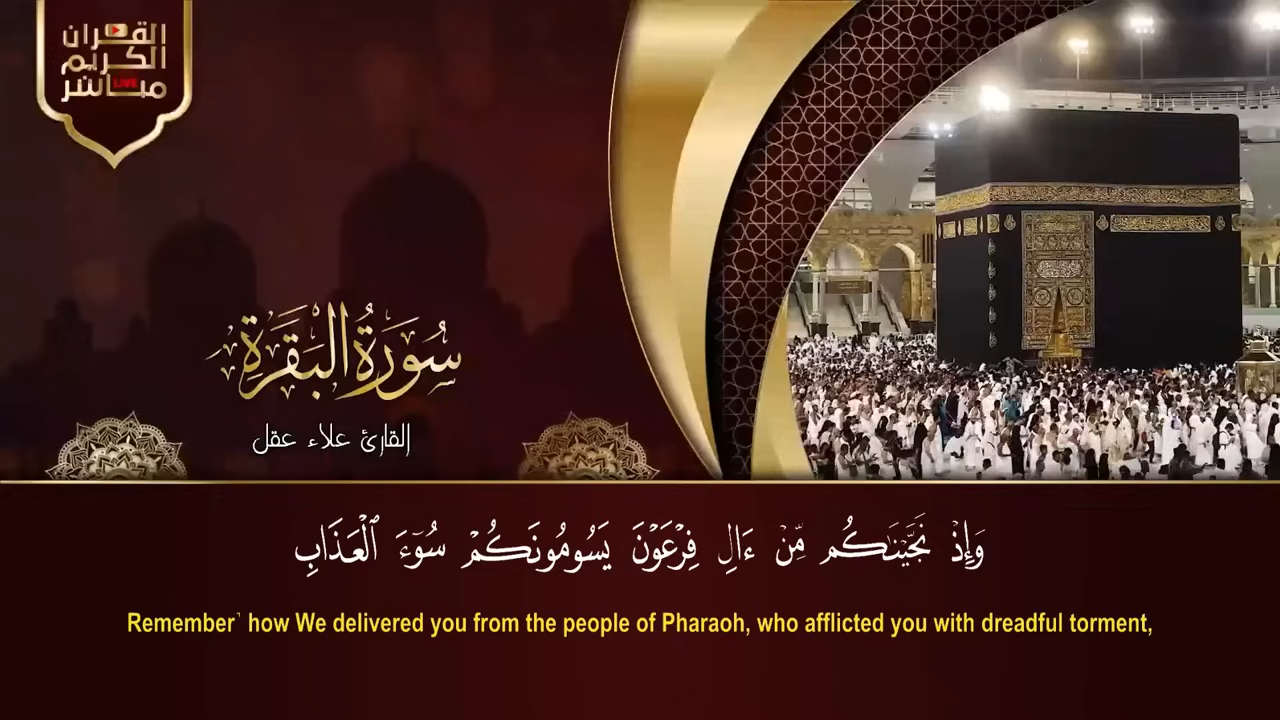 القرآن
الكريم
LIVE
مباشر
سُورَةُ البَقَرَة
القارئ علاء عقل
وَإِذْ نَجَّيْنَٰكُم مِّنْ ءَالِ فِرْعَوْنَ يَسُومُونَكُمْ سُوٓءَ ٱلْعَذَابِ
Remember˺ how We delivered you from the people of Pharaoh, who afflicted you with dreadful torment,